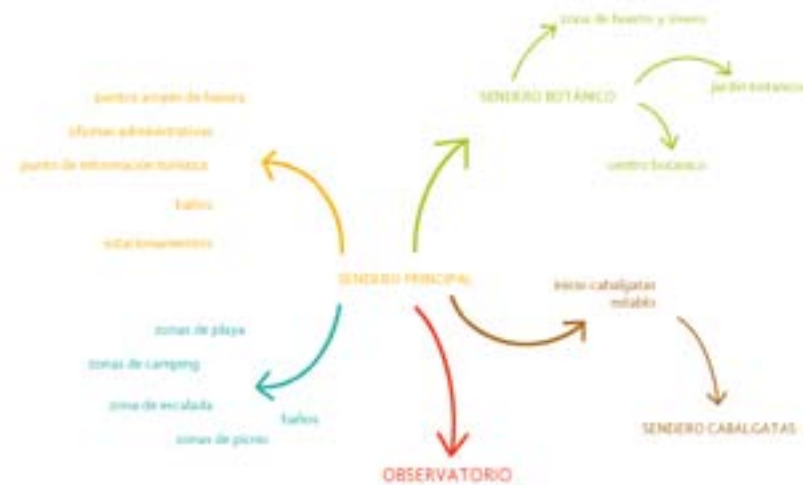 zona de huerto y vivero
SENDERO BOTÁNICO
jardín botánico
centro botánico
puntos acopio de basura
oficinas administrativas
punto de información turística
baños
estacionamientos
SENDERO PRINCIPAL
inicio cabalgatas
establo
SENDERO CABALGATAS
zonas de playa
zonas de camping
zona de escalada
baños
zonas de picnic
OBSERVATORIO